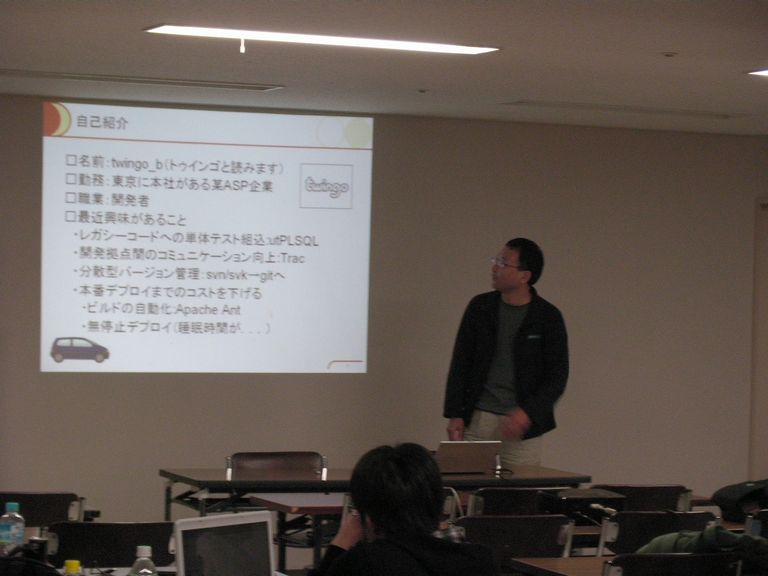 自己紹介
□名前:twingo_b(トゥインゴと読みます)
twingo
□勤務:東京に本社がある某ASP企業
□職業:開発者
□最近興味があること
・レガシーコードへの単体テスト組込:utPLSQL
・開発拠点間のコミュニケーション向上:Trac
・分散型バージョン管理:svn/svk→gitへ
・本番デプロイまでのコストを下げる
・ビルドの自動化:Apache Ant
・無停止デプロイ(睡眠時間が...)